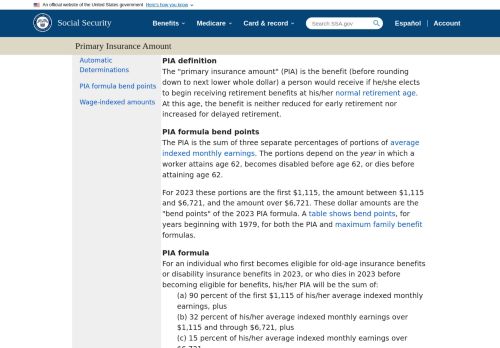 An official website of the United States government Here's how you know
Social Security
Benefits
Medicare
Card & record
Search SSA.gov
Español
Account
Primary Insurance Amount
Automatic
Determinations
PIA formula bend points
Wage-indexed amounts
PIA definition
The "primary insurance amount" (PIA) is the benefit (before rounding
down to next lower whole dollar) a person would receive if he/she elects
to begin receiving retirement benefits at his/her normal retirement age.
At this age, the benefit is neither reduced for early retirement nor
increased for delayed retirement.
PIA formula bend points
The PIA is the sum of three separate percentages of portions of average
indexed monthly earnings. The portions depend on the year in which a
worker attains age 62, becomes disabled before age 62, or dies before
attaining age 62.
For 2023 these portions are the first $1,115, the amount between $1,115
and $6,721, and the amount over $6,721. These dollar amounts are the
"bend points" of the 2023 PIA formula. A table shows bend points, for
years beginning with 1979, for both the PIA and maximum family benefit
formulas.
PIA formula
For an individual who first becomes eligible for old-age insurance benefits
or disability insurance benefits in 2023, or who dies in 2023 before
becoming eligible for benefits, his/her PIA will be the sum of:
(a) 90 percent of the first $1,115 of his/her average indexed monthly
earnings, plus
(b) 32 percent of his/her average indexed monthly earnings over
$1,115 and through $6,721, plus
(c) 15 percent of his/her average indexed monthly earnings over